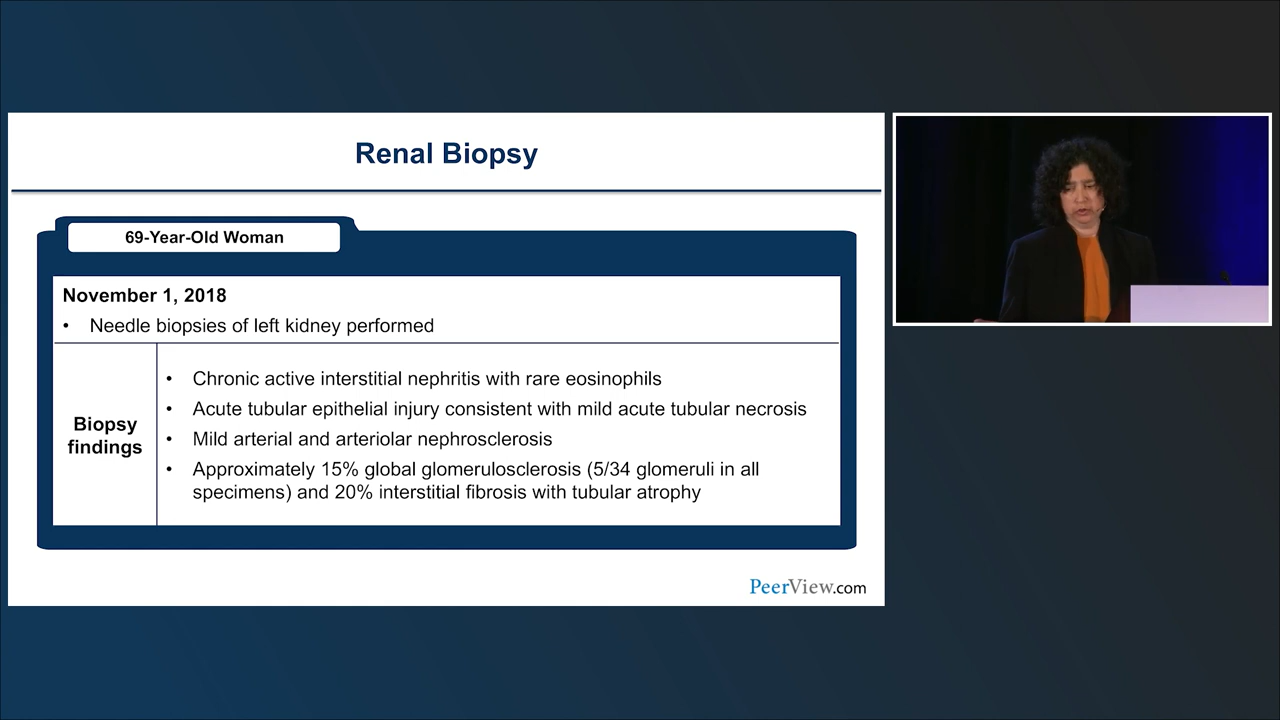 Renal Biopsy
69-Year-Old Woman
November 1, 2018
• Needle biopsies of left kidney performed
Biopsy
findings
• Chronic active interstitial nephritis with rare eosinophils
• Acute tubular epithelial injury consistent with mild acute tubular necrosis
• Mild arterial and arteriolar nephrosclerosis
• Approximately 15% global glomerulosclerosis (5/34 glomeruli in all
specimens) and 20% interstitial fibrosis with tubular atrophy
PeerView.com